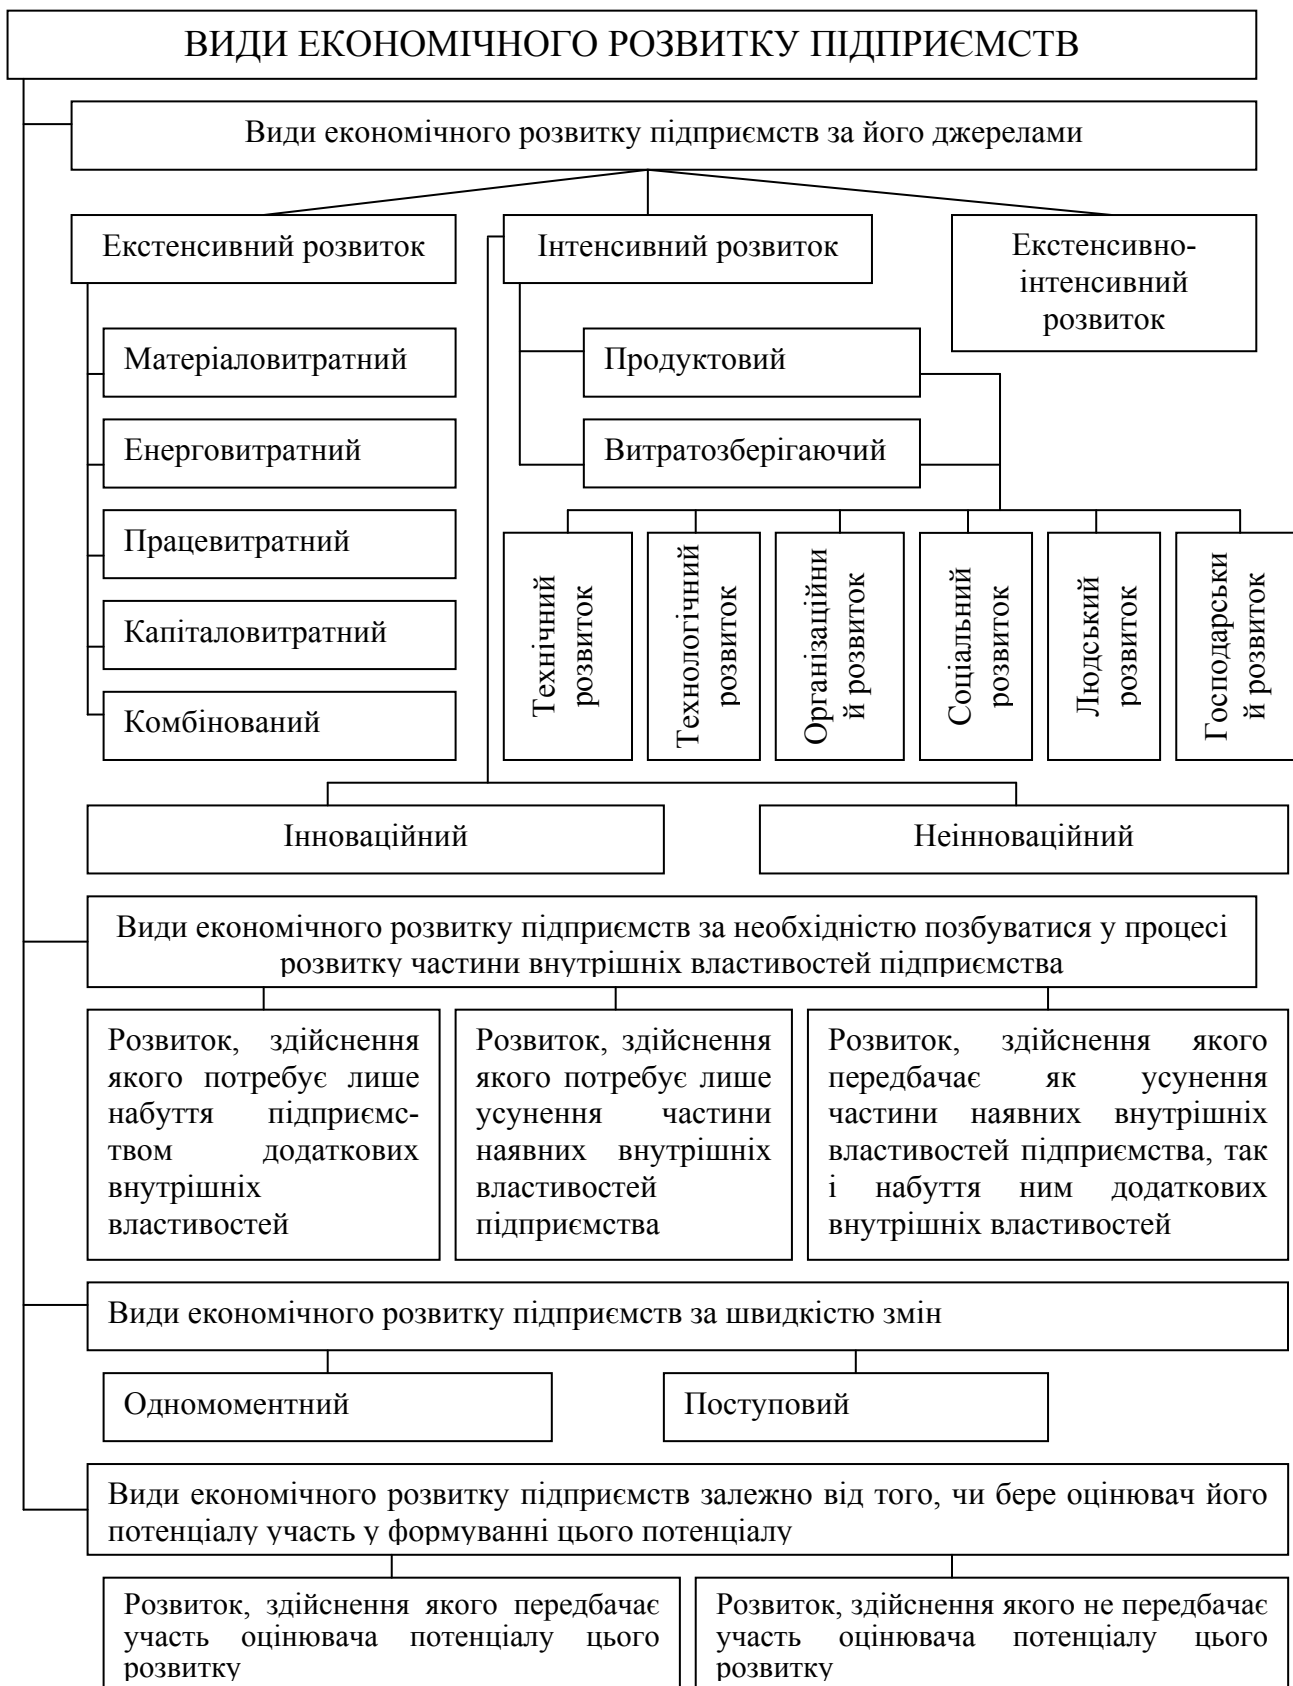 ВИДИ ЕКОНОМІЧНОГО РОЗВИТКУ ПІДПРИЄМСТВ
Види економічного розвитку підприємств за його джерелами
Екстенсивний розвиток
Інтенсивний розвиток
Екстенсивно-
інтенсивний
розвиток
Матеріаловитратний
Енерговитратний
Працевитратний
Капіталовитратний
Комбінований
Продуктовий
Витратозберігаючий
Технічний
розвиток
Технологічний
розвиток
Організаційни
й розвиток
Соціальний
розвиток
Людський
розвиток
Господарськи
й розвиток
Інноваційний
Неінноваційний
Види економічного розвитку підприємств за необхідністю позбуватися у процесі
розвитку частини внутрішніх властивостей підприємства
Розвиток, здійснення
якого потребує лише
набуття підприємс-
твом додаткових
внутрішніх
властивостей
Розвиток, здійснення
якого потребує лише
усунення частини
наявних внутрішніх
властивостей
підприємства
Розвиток, здійснення якого
передбачає як усунення
частини наявних внутрішніх
властивостей підприємства, так
і набуття ним додаткових
внутрішніх властивостей
Види економічного розвитку підприємств за швидкістю змін
Одномоментний
Поступовий
Види економічного розвитку підприємств залежно від того, чи бере оцінювач його
потенціалу участь у формуванні цього потенціалу
Розвиток, здійснення якого передбачає
участь оцінювача потенціалу цього
розвитку
Розвиток, здійснення якого не передбачає
участь оцінювача потенціалу цього
розвитку